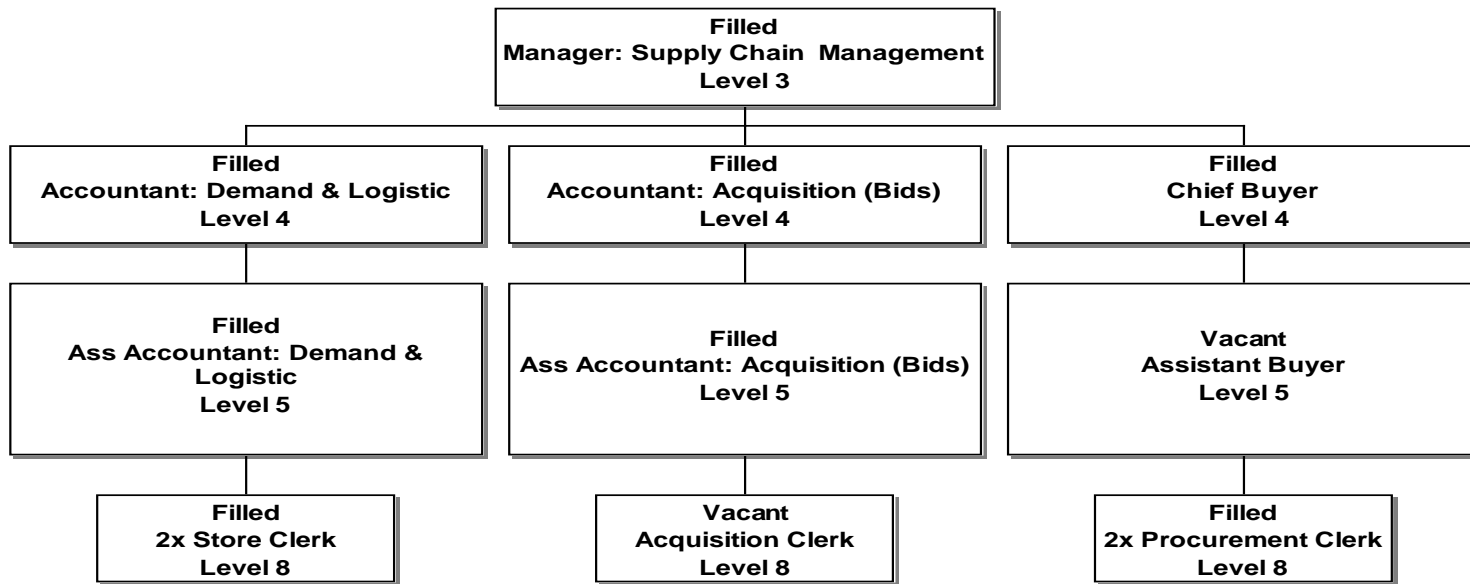 Filled
Manager: Supply Chain Management
Level 3
Filled
Accountant: Demand & Logistic
Level 4
Filled
Accountant: Acquisition (Bids)
Level 4
Filled
Chief Buyer
Level 4
Filled
Ass Accountant: Demand &
Logistic
Level 5
Filled
Ass Accountant: Acquisition (Bids)
Level 5
Vacant
Assistant Buyer
Level 5
Filled
2x Store Clerk
Level 8
Vacant
Acquisition Clerk
Level 8
Filled
2x Procurement Clerk
Level 8